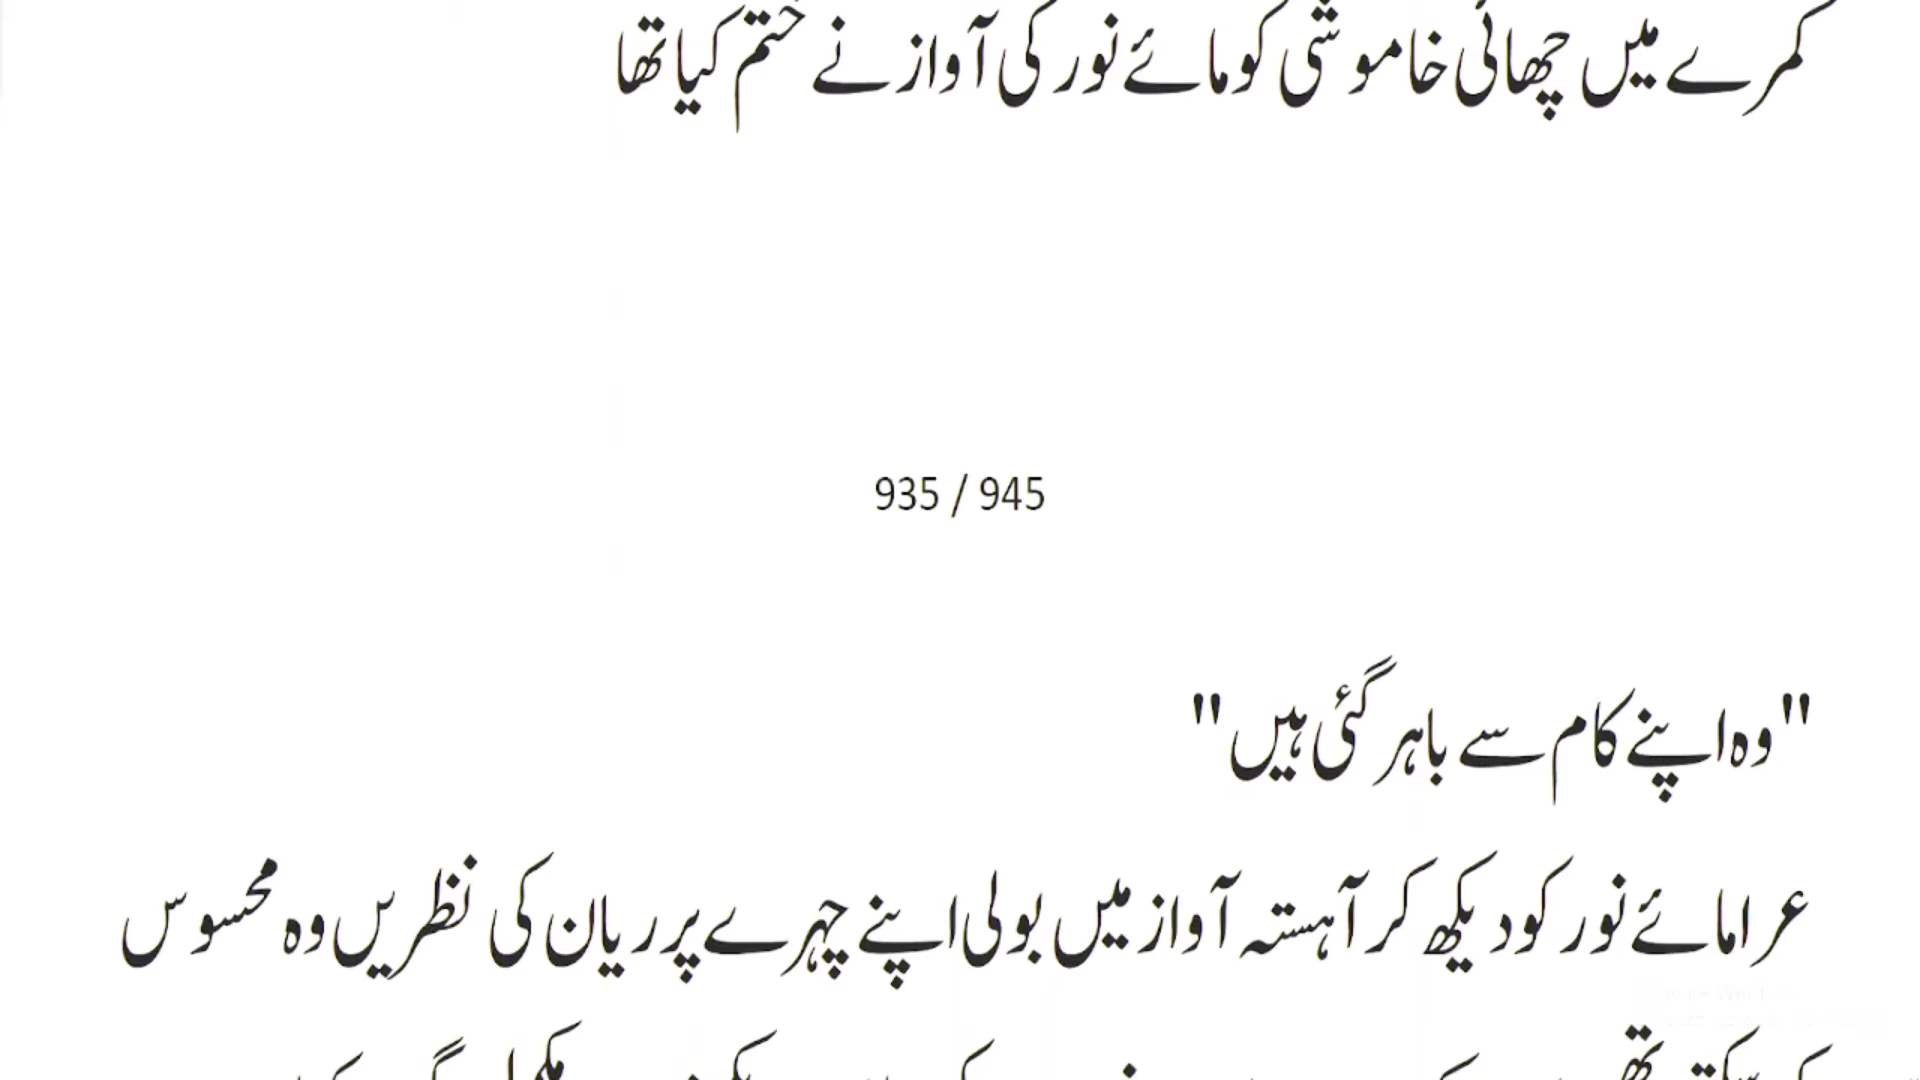 کمرے میں چھائی خاموشی کو مائے نور کی آواز نے ختم کیا تھا
935 / 945
"وہ اپنے کام سے باہر گئی ہیں"
عرا مائے نور کو دیکھ کر آہستہ آواز میں بولی اپنے چہرے پر ریان کی نظریں وہ محسوس